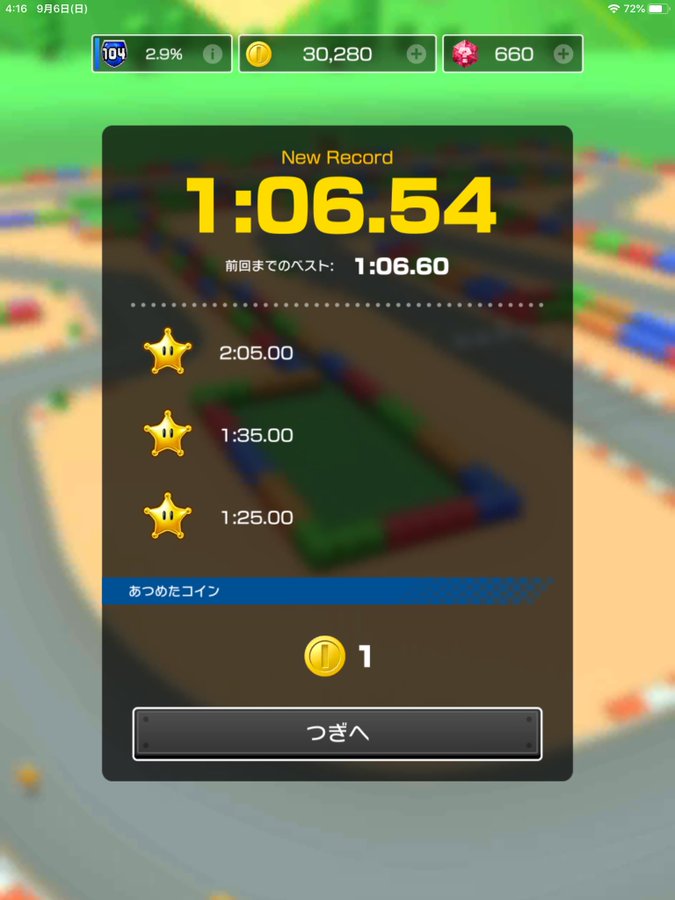 4:16 9月6日(日) 72%
104 2.9% i 30,280 + 660 +
New Record
1:06.54
前回までのベスト: 1:06.60
2:05.00
1:35.00
1:25.00
あつめたコイン
1
つぎへ